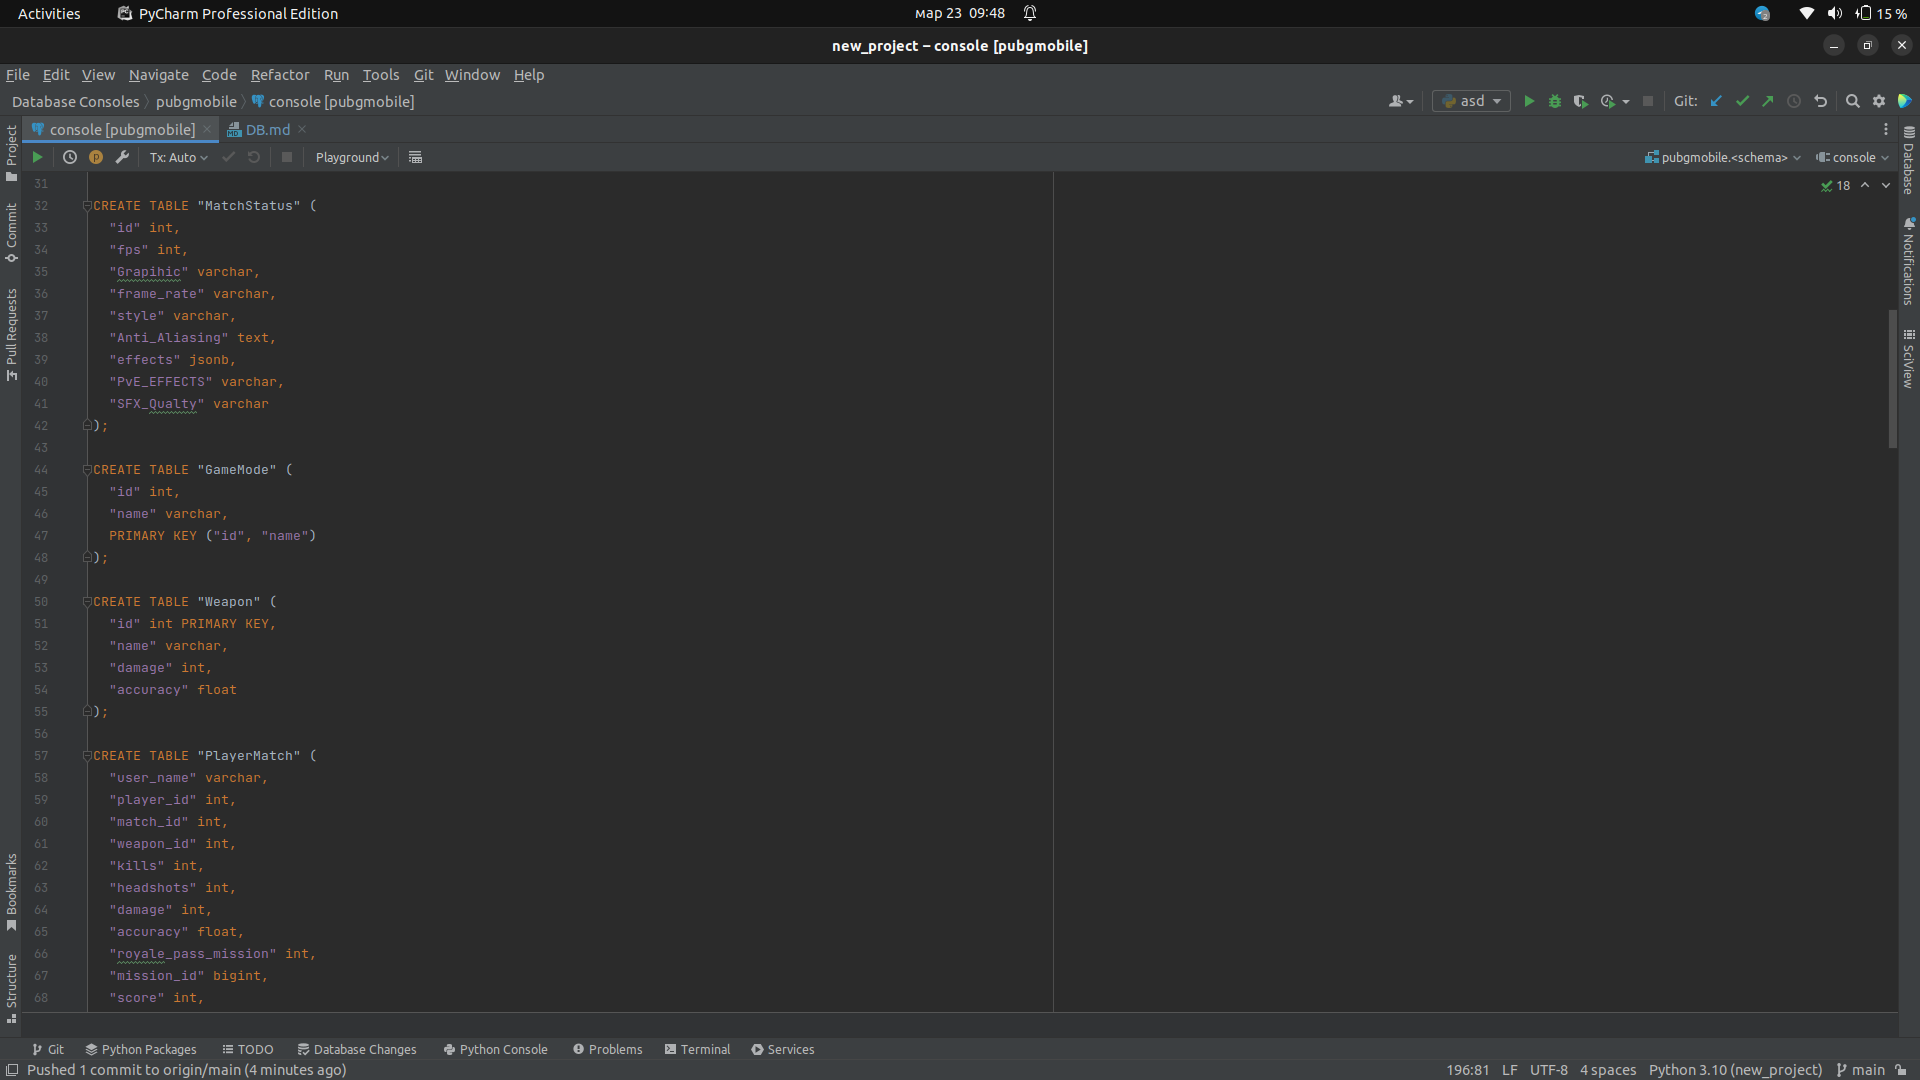 Activities PyCharm Professional Edition мар 23 09:48 15 %
new_project – console [pubgmobile]
File Edit View Navigate Code Refactor Run Tools Git Window Help
Database Consoles pubgmobile console [pubgmobile] asd Git:
console [pubgmobile] DB.md
Tx: Auto Playground pubgmobile.<schema> console
18
31
32 CREATE TABLE "MatchStatus" (
33 "id" int,
34 "fps" int,
35 "Grapihic" varchar,
36 "frame_rate" varchar,
37 "style" varchar,
38 "Anti_Aliasing" text,
39 "effects" jsonb,
40 "PvE_EFFECTS" varchar,
41 "SFX_Qualty" varchar
42 );
43
44 CREATE TABLE "GameMode" (
45 "id" int,
46 "name" varchar,
47 PRIMARY KEY ("id", "name")
48 );
49
50 CREATE TABLE "Weapon" (
51 "id" int PRIMARY KEY,
52 "name" varchar,
53 "damage" int,
54 "accuracy" float
55 );
56
57 CREATE TABLE "PlayerMatch" (
58 "user_name" varchar,
59 "player_id" int,
60 "match_id" int,
61 "weapon_id" int,
62 "kills" int,
63 "headshots" int,
64 "damage" int,
65 "accuracy" float,
66 "royale_pass_mission" int,
67 "mission_id" bigint,
68 "score" int,
Project
Commit
Pull Requests
Bookmarks
Structure
Database
Notifications
SciView
Git Python Packages TODO Database Changes Python Console Problems Terminal Services
Pushed 1 commit to origin/main (4 minutes ago) 196:81 LF UTF-8 4 spaces Python 3.10 (new_project) main